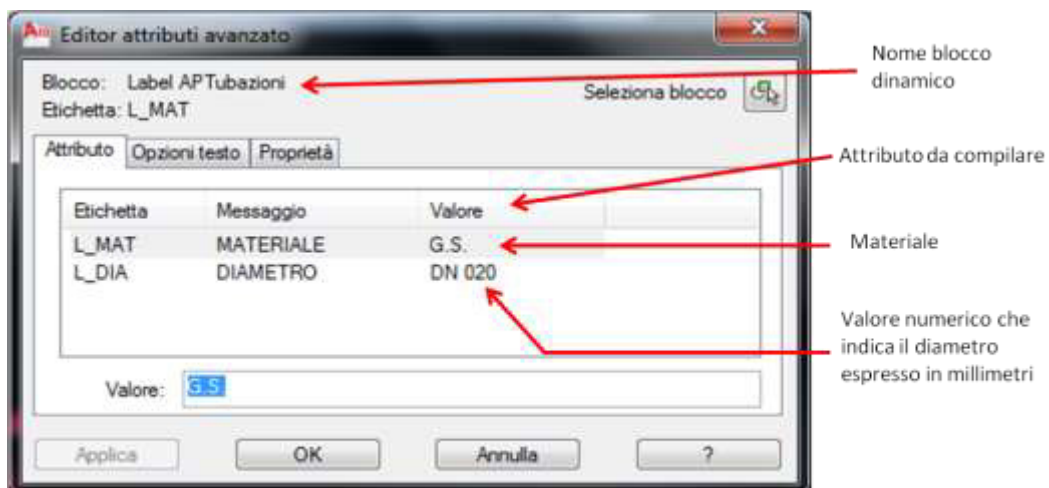 Editor attributi avanzato
Blocco: Label APTubazioni
Etichetta: L_MAT
Seleziona blocco
Attributo Opzioni testo Proprietà
Etichetta Messaggio Valore
L_MAT MATERIALE G.S.
L_DIA DIAMETRO DN 020
Valore: G.S.
Applica OK Annulla ?
Nome blocco
dinamico
Attributo da compilare
Materiale
Valore numerico che
indica il diametro
espresso in millimetri